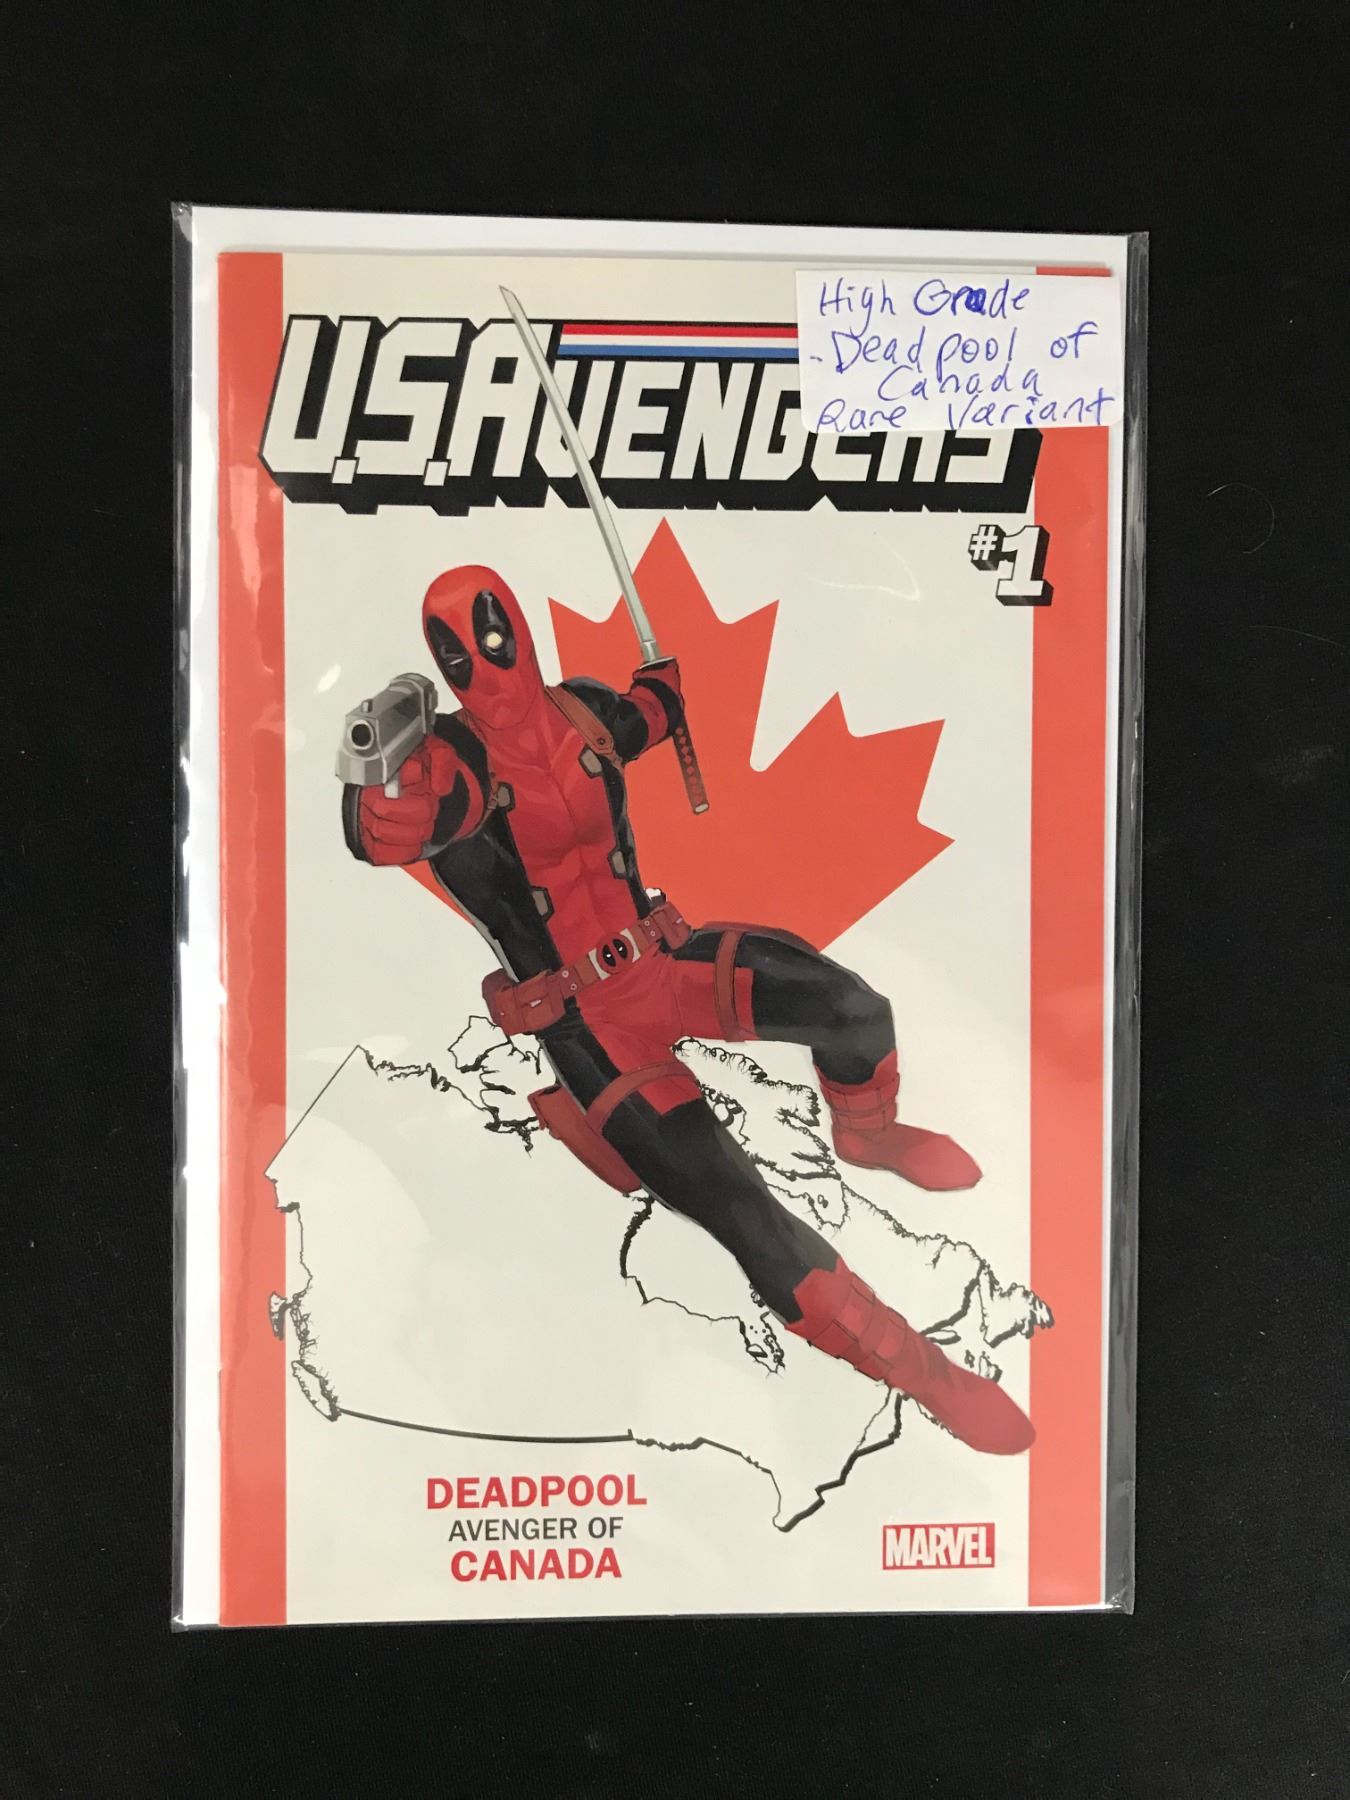 High Grade
- Deadpool of
Canada
Rare Variant
U.S.AVENGERS
#1
DEADPOOL
AVENGER OF
CANADA
MARVEL